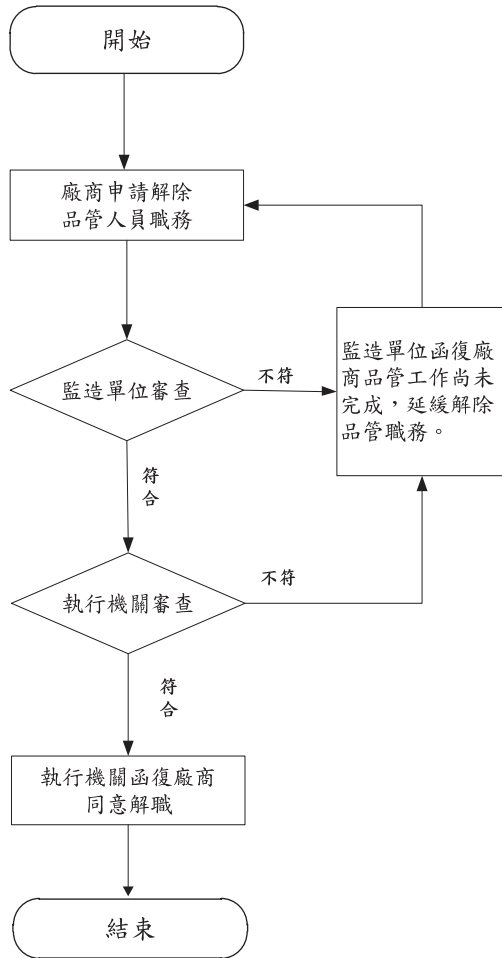 開始
廠商申請解除
品管人員職務
監造單位審查
不符
監造單位函復廠
商品管工作尚未
完成，延緩解除
品管職務。
符
合
執行機關審查
不符
符
合
執行機關函復廠商
同意解職
結束